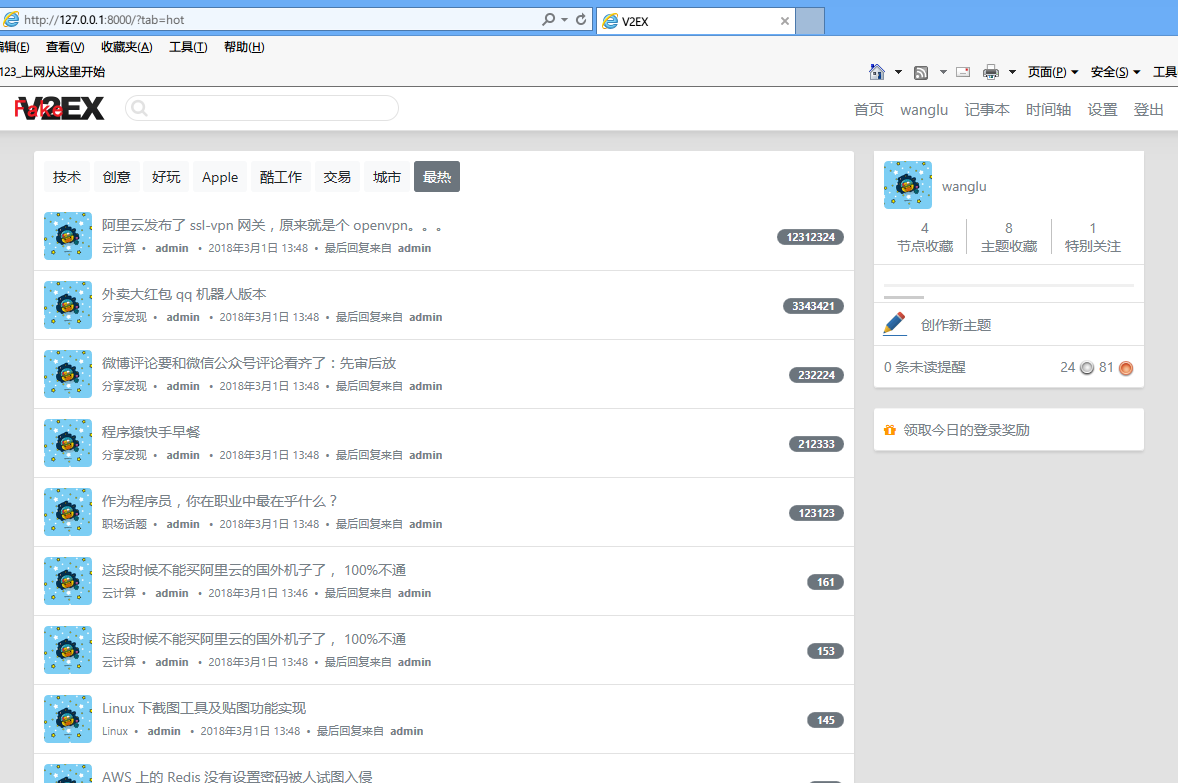 http://127.0.0.1:8000/?tab=hot
V2EX
编辑(E) 查看(V) 收藏夹(A) 工具(T) 帮助(H)
123_上网从这里开始
页面(P) 安全(S) 工具
Fake V2EX
首页 wanglu 记事本 时间轴 设置 登出
技术 创意 好玩 Apple 酷工作 交易 城市 最热
阿里云发布了 ssl-vpn 网关，原来就是个 openvpn。。。
云计算 • admin • 2018年3月1日 13:48 • 最后回复来自 admin
12312324
外卖大红包 qq 机器人版本
分享发现 • admin • 2018年3月1日 13:48 • 最后回复来自 admin
3343421
微博评论要和微信公众号评论看齐了：先审后放
分享发现 • admin • 2018年3月1日 13:48 • 最后回复来自 admin
232224
程序猿快手早餐
分享发现 • admin • 2018年3月1日 13:48 • 最后回复来自 admin
212333
作为程序员，你在职业中最在乎什么？
职场话题 • admin • 2018年3月1日 13:48 • 最后回复来自 admin
123123
这段时候不能买阿里云的国外机子了， 100%不通
云计算 • admin • 2018年3月1日 13:46 • 最后回复来自 admin
161
这段时候不能买阿里云的国外机子了， 100%不通
云计算 • admin • 2018年3月1日 13:48 • 最后回复来自 admin
153
Linux 下截图工具及贴图功能实现
Linux • admin • 2018年3月1日 13:48 • 最后回复来自 admin
145
AWS 上的 Redis 没有设置密码被人试图入侵
wanglu
4 8 1
节点收藏 主题收藏 特别关注
创作新主题
0 条未读提醒 24 81
领取今日的登录奖励